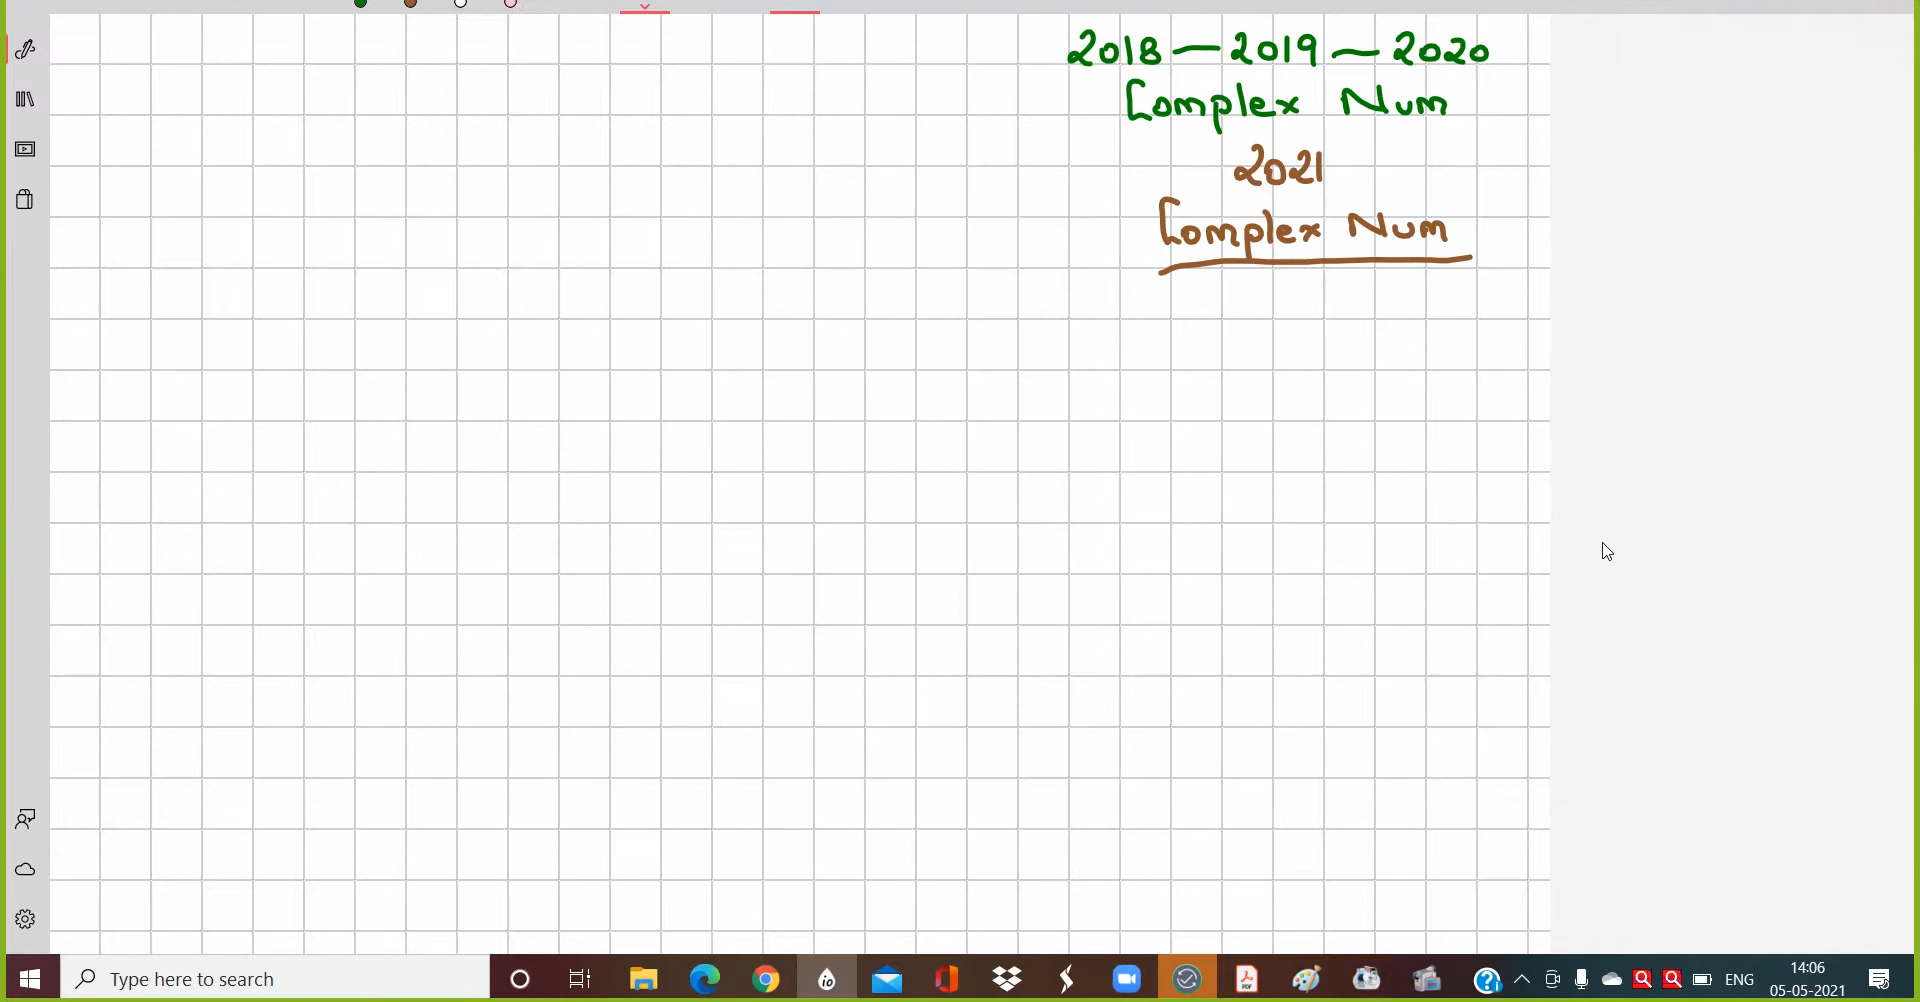 2018 — 2019 — 2020
Complex Num
2021
Complex Num
Type here to search
ENG
14:06
05-05-2021